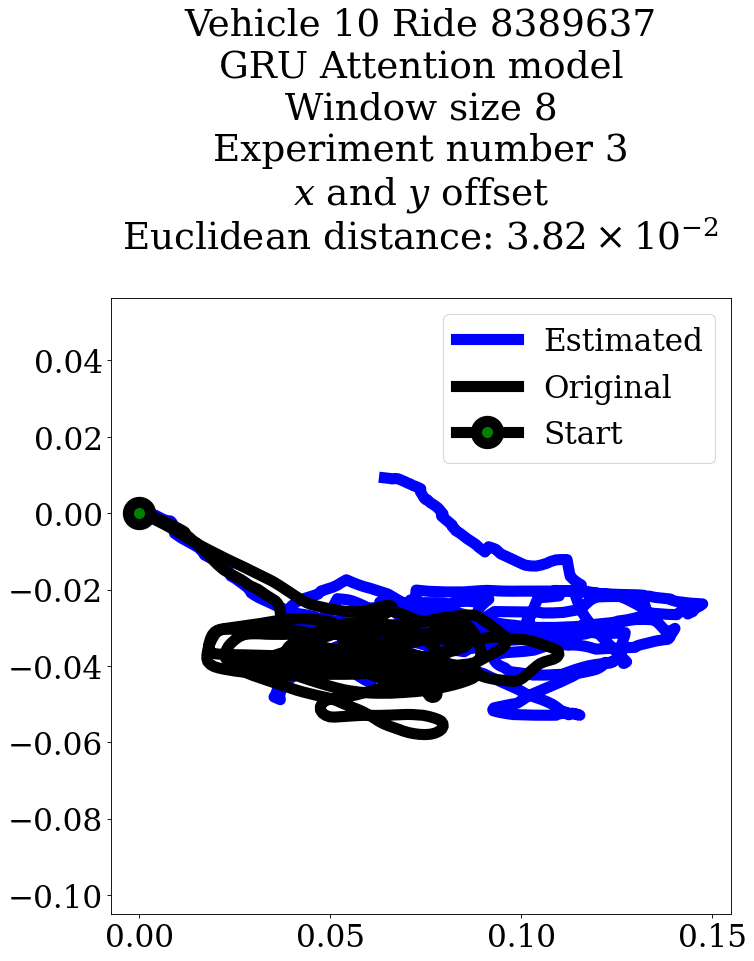 Vehicle 10 Ride 8389637
GRU Attention model
Window size 8
Experiment number 3
x and y offset
Euclidean distance: 3.82 × 10⁻²
Estimated
Original
Start
0.04
0.02
0.00
−0.02
−0.04
−0.06
−0.08
−0.10
0.00 0.05 0.10 0.15